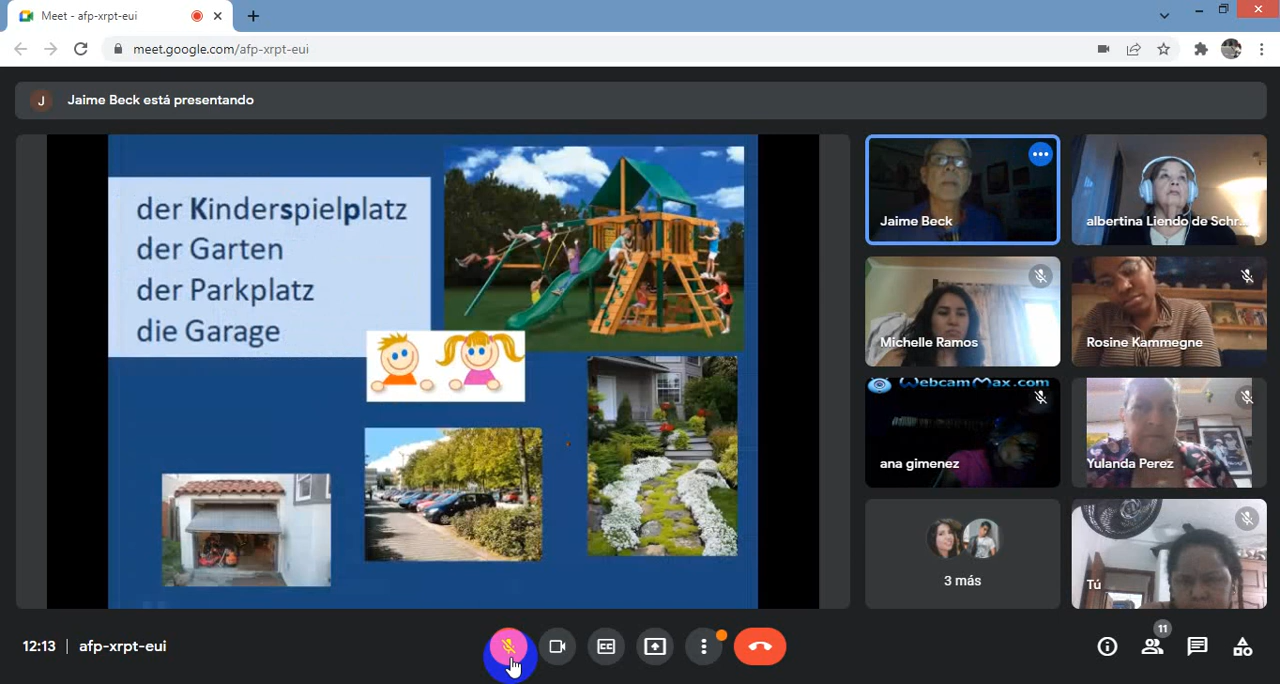 Meet - afp-xrpt-eui
meet.google.com/afp-xrpt-eui
J
Jaime Beck está presentando
der Kinderspielplatz
der Garten
der Parkplatz
die Garage
Jaime Beck
albertina Liendo de Schr...
Michelle Ramos
Rosine Kammegne
WebcamMax.com
ana gimenez
Yulanda Perez
3 más
Tú
12:13 | afp-xrpt-eui
CC
11